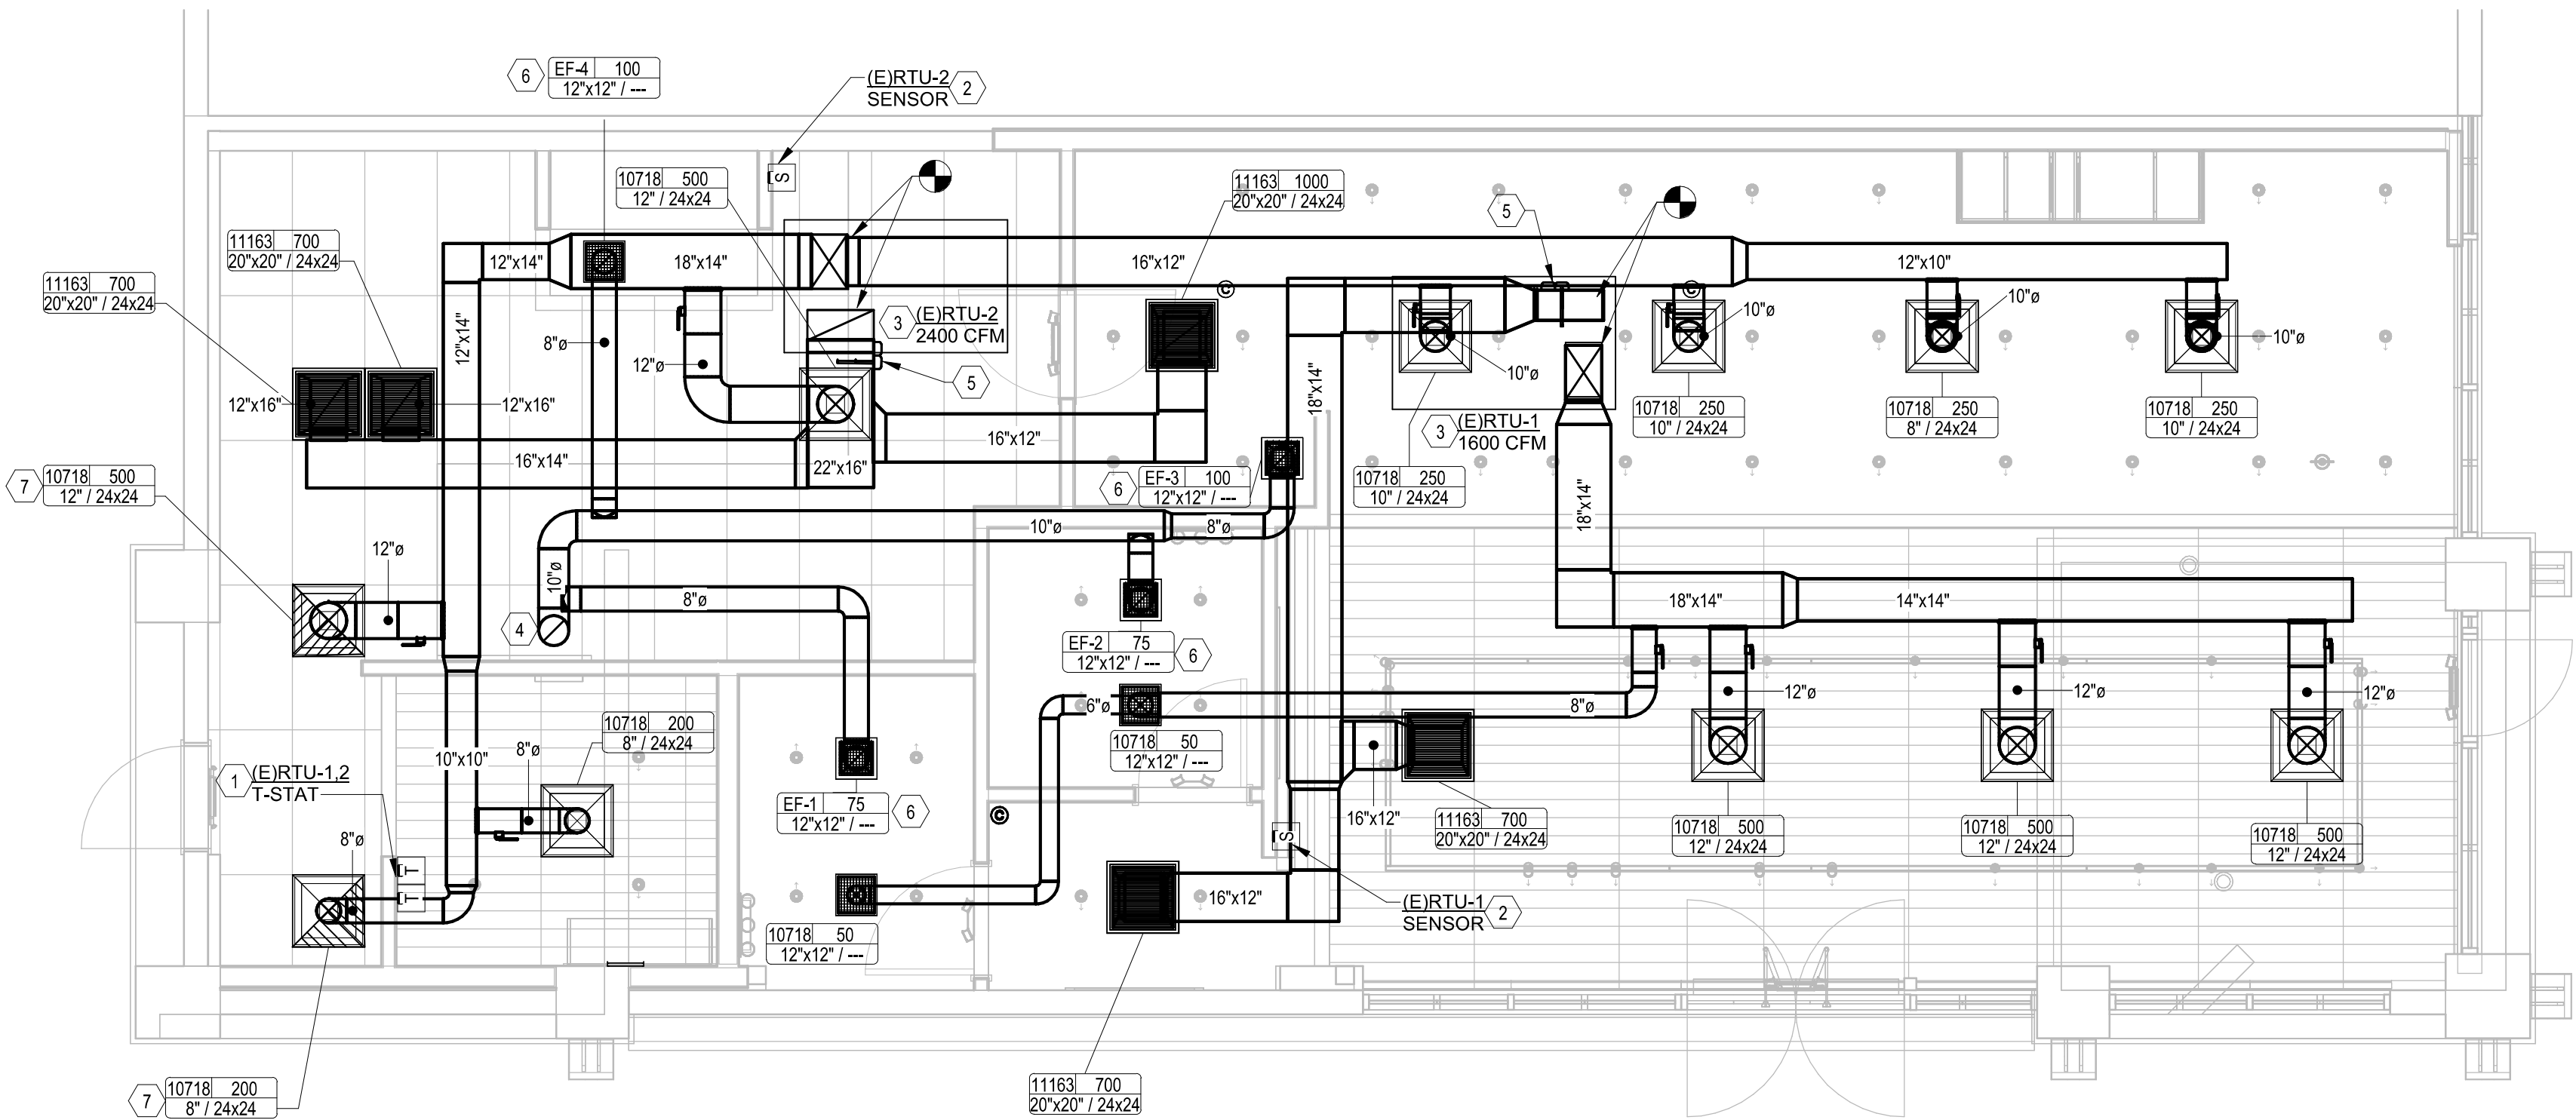 6
EF-4 100
12"x12" / ---
(E)RTU-2
SENSOR
2
S
10718 500
12" / 24x24
11163 1000
20"x20" / 24x24
5
11163 700
20"x20" / 24x24
12"x14"
18"x14"
16"x12"
12"x10"
11163 700
20"x20" / 24x24
C
C
10"ø
10"ø
10"ø
10"ø
12"x14"
8"ø
12"ø
3
(E)RTU-2
2400 CFM
5
18"x14"
12"x16"
12"x16"
10718 250
10" / 24x24
10718 250
8" / 24x24
10718 250
10" / 24x24
3
(E)RTU-1
1600 CFM
16"x12"
16"x14"
22"x16"
7
10718 500
12" / 24x24
6
EF-3 100
12"x12" / ---
10718 250
10" / 24x24
18"x14"
10"ø
8"ø
12"ø
10"ø
8"ø
4
18"x14"
14"x14"
EF-2 75
12"x12" / ---
6
6"ø
8"ø
12"ø
12"ø
12"ø
10718 200
8" / 24x24
10718 50
12"x12" / ---
10"x10"
8"ø
1
(E)RTU-1,2
T-STAT
EF-1 75
12"x12" / ---
6
C
S
16"x12"
11163 700
20"x20" / 24x24
10718 500
12" / 24x24
10718 500
12" / 24x24
10718 500
12" / 24x24
8"ø
T
T
16"x12"
(E)RTU-1
SENSOR
2
10718 50
12"x12" / ---
7
10718 200
8" / 24x24
11163 700
20"x20" / 24x24